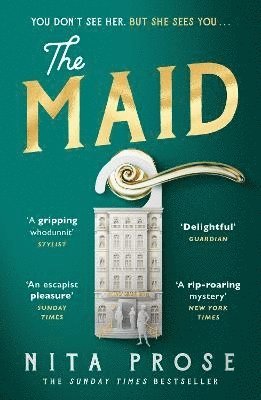 YOU DON'T SEE HER. BUT SHE SEES YOU . . .
The
MAID
'A gripping
whodunnit'
STYLIST
'Delightful'
GUARDIAN
'An escapist
pleasure'
SUNDAY
TIMES
'A rip-roaring
mystery'
NEW YORK
TIMES
NITA PROSE
THE SUNDAY TIMES BESTSELLER